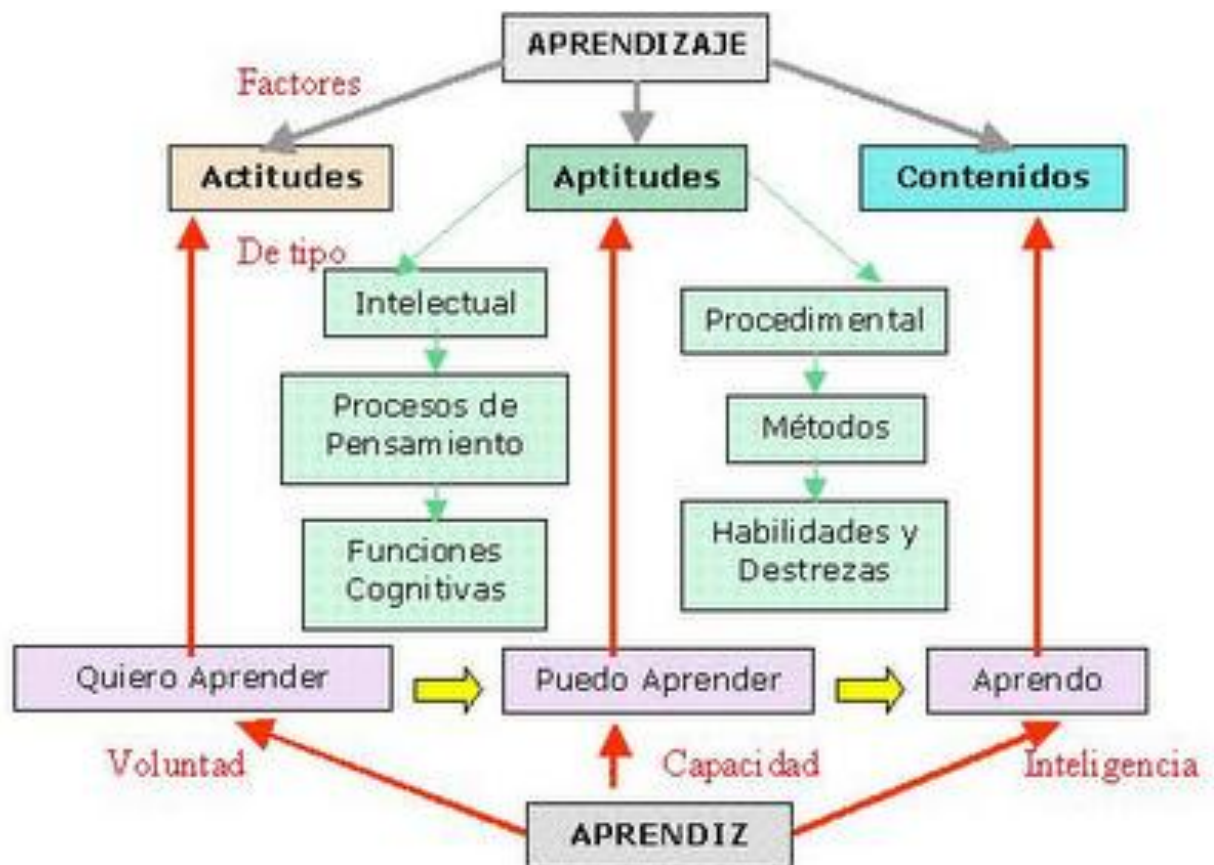 APRENDIZAJE
Factores
Actitudes
Aptitudes
Contenidos
De tipo
Intelectual
Procedimental
Procesos de
Pensamiento
Métodos
Funciones
Cognitivas
Habilidades y
Destrezas
Quiero Aprender
Puedo Aprender
Aprendo
Voluntad
Capacidad
Inteligencia
APRENDIZ